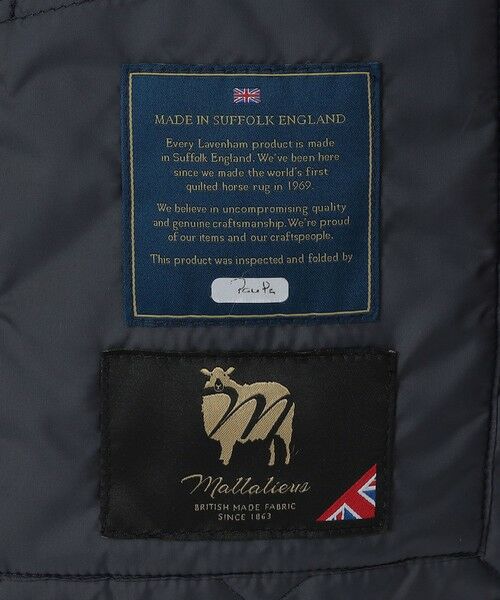 MADE IN SUFFOLK ENGLAND
Every Lavenham product is made
in Suffolk England. We've been here
since we made the world's first
quilted horse rug in 1969.
We believe in uncompromising quality
and genuine craftsmanship. We're proud
of our items and our craftspeople.
This product was inspected and folded by
M
Mallalieus
BRITISH MADE FABRIC
SINCE 1863